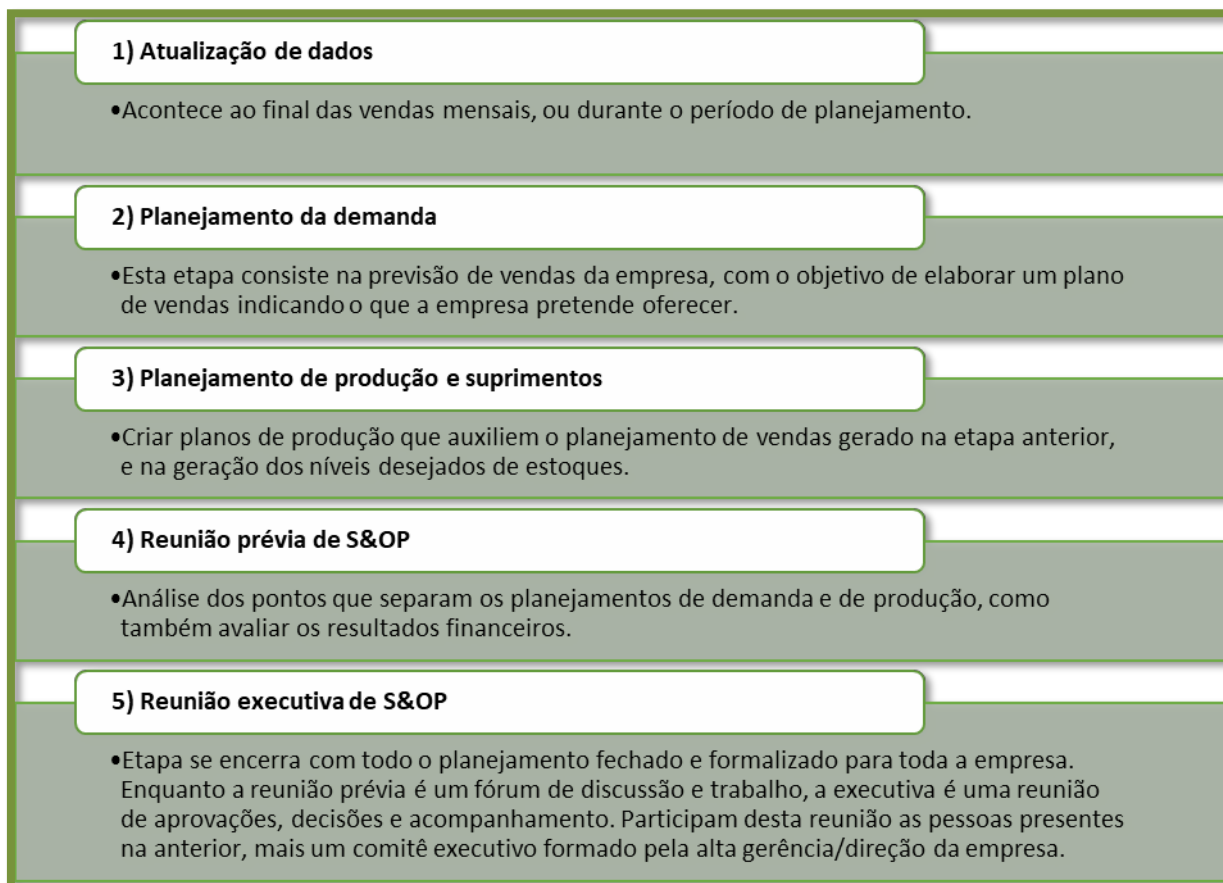 1) Atualização de dados
•Acontece ao final das vendas mensais, ou durante o período de planejamento.
2) Planejamento da demanda
•Esta etapa consiste na previsão de vendas da empresa, com o objetivo de elaborar um plano
de vendas indicando o que a empresa pretende oferecer.
3) Planejamento de produção e suprimentos
•Criar planos de produção que auxiliem o planejamento de vendas gerado na etapa anterior,
e na geração dos níveis desejados de estoques.
4) Reunião prévia de S&OP
•Análise dos pontos que separam os planejamentos de demanda e de produção, como
também avaliar os resultados financeiros.
5) Reunião executiva de S&OP
•Etapa se encerra com todo o planejamento fechado e formalizado para toda a empresa.
Enquanto a reunião prévia é um fórum de discussão e trabalho, a executiva é uma reunião
de aprovações, decisões e acompanhamento. Participam desta reunião as pessoas presentes
na anterior, mais um comitê executivo formado pela alta gerência/direção da empresa.